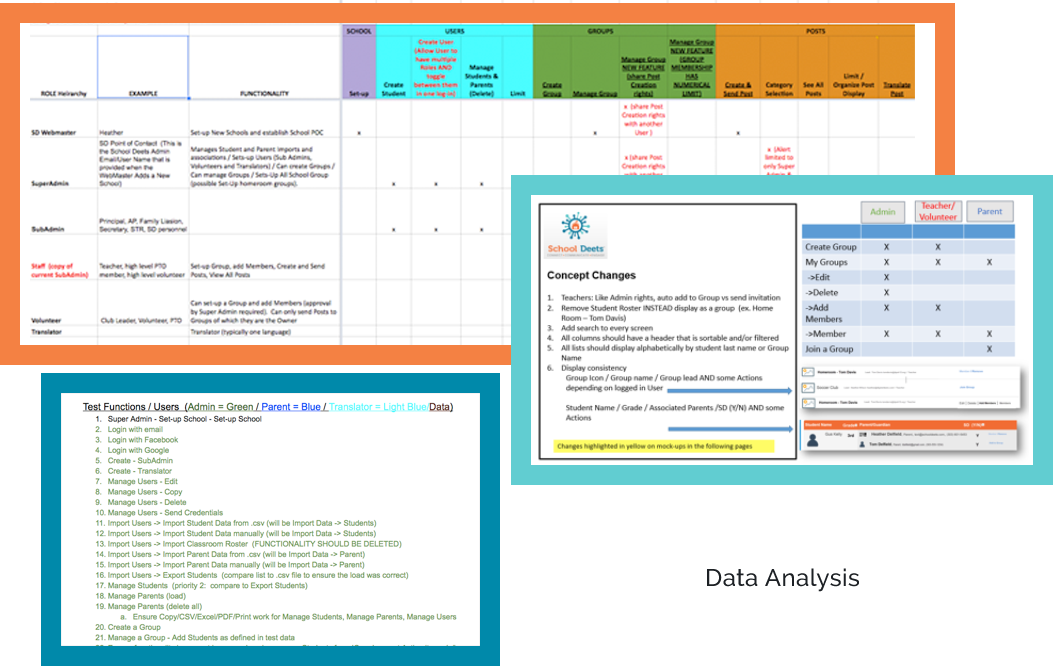 SCHOOL USERS GROUPS POSTS
ROLE Heirarchy EXAMPLE FUNCTIONALITY
Set-up
Create
Student
Create User
(Allow User to
have multiple
Roles AND
toggle
between them
in one log in)
Manage
Students &
Parents
(Delete)
Limit
Create
Group
Manage Group
Manage Group
NEW FEATURE
(share Post
Creation
rights)
Manage Group
NEW FEATURE
(GROUP
MEMBERSHIP
HAS
NUMERICAL
LIMIT)
Create &
Send Post
Category
Selection
See All
Posts
Limit /
Organize Post
Display
Translate
Post
SD Webmaster Heather Set-up New Schools and establish School POC x x
x (share Post
Creation rights
with another
User )
x
SuperAdmin
SD Point of Contact (This is
the School Deets Admin
Email/User Name that is
provided when the
WebMaster Adds a New
School)
Manages Student and Parent Imports and
associations / Sets-up Users (Sub Admins,
Volunteers and Translators) / Can create Groups /
Can manage Groups / Sets-Up All School Group
(possible Set-Up homeroom groups).
x x x
x (share Post
Creation rights
x (Alert
limited to
only Super
SubAdmin
Principal, AP, Family Liasion,
Secretary, STR, SD personnel
x x x
Staff (copy of
current SubAdmin)
Teacher, high level PTO
member, high level volunteer
Set-up Group, add Members, Create and Send
Posts, View All Posts
Volunteer Club Leader, Volunteer, PTO
Can set-up a Group and add Members (approval
by Super Admin required). Can only send Posts to
Groups of which they are the Owner
Translator Translator (typically one language)
School Deets
Concept Changes
1. Teachers: Like Admin rights, auto add to Group vs send invitation
2. Remove Student Roster INSTEAD display as a group (ex. Home
Room – Tom Davis)
3. Add search to every screen
4. All columns should have a header that is sortable and/or filtered
5. All lists should display alphabetically by student last name or Group
Name
6. Display consistency
Group Icon / Group name / Group lead AND some Actions
depending on logged in User
Student Name / Grade / Associated Parents /SD (Y/N) AND some
Actions
Changes highlighted in yellow on mock-ups in the following pages
Admin Teacher/
Volunteer Parent
Create Group X X
My Groups X X X
->Edit X
->Delete X
->Add
Members X X
->Member X X X
Join a Group X
Homeroom - Tom Davis
Soccer Club
Homeroom - Tom Davis
Student Name Grade Parent/Guardian
Test Functions / Users (Admin = Green / Parent = Blue / Translator = Light Blue/Data)
1. Super Admin - Set-up School - Set-up School
2. Login with email
3. Login with Facebook
4. Login with Google
5. Create - SubAdmin
6. Create - Translator
7. Manage Users - Edit
8. Manage Users - Copy
9. Manage Users - Delete
10. Manage Users - Send Credentials
11. Import Users -> Import Student Data from .csv (will be Import Data -> Students)
12. Import Users -> Import Student Data manually (will be Import Data -> Students)
13. Import Users -> Import Classroom Roster (FUNCTIONALITY SHOULD BE DELETED)
14. Import Users -> Import Parent Data from .csv (will be Import Data -> Parent)
15. Import Users -> Import Parent Data manually (will be Import Data -> Parent)
16. Import Users -> Export Students (compare list to .csv file to ensure the load was correct)
17. Manage Students (priority 2: compare to Export Students)
18. Manage Parents (load)
19. Manage Parents (delete all)
a. Ensure Copy/CSV/Excel/PDF/Print work for Manage Students, Manage Parents, Manage Users
20. Create a Group
21. Manage a Group - Add Students as defined in test data
Data Analysis